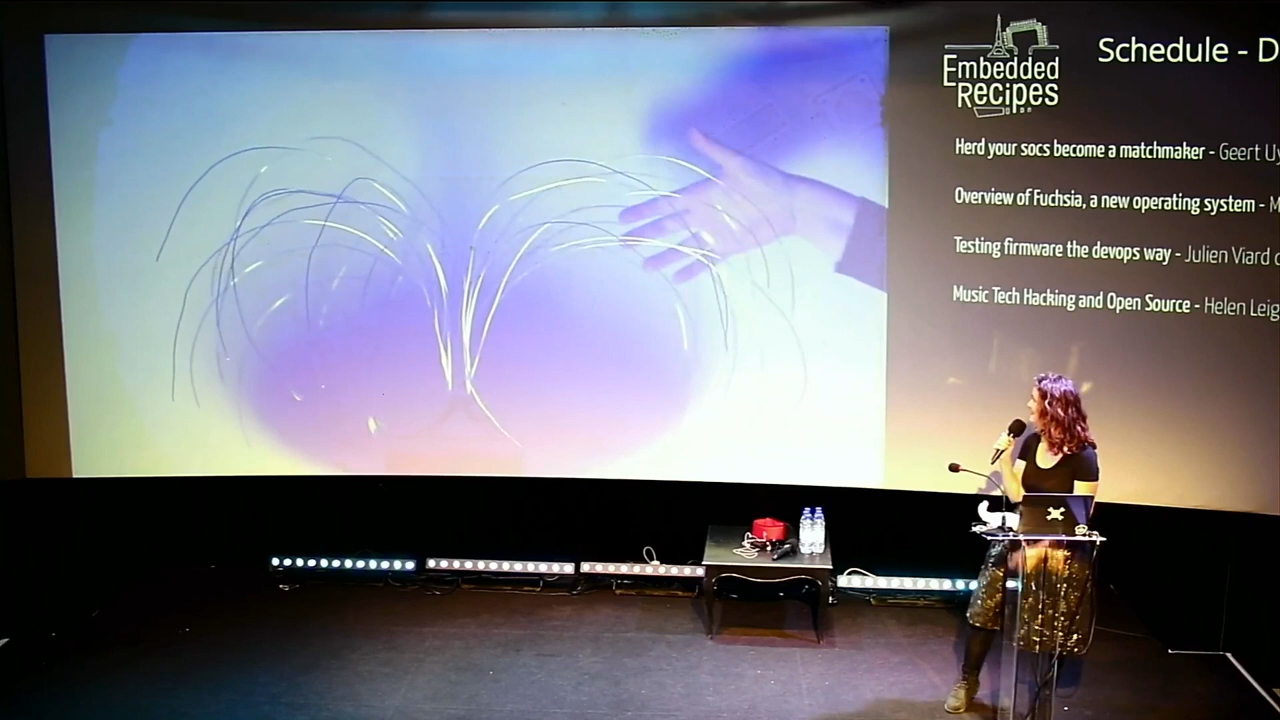 Embedded
Recipes
Schedule - D
Herd your socs become a matchmaker - Geert Uy
Overview of Fuchsia, a new operating system - M
Testing firmware the devops way - Julien Viard d
Music Tech Hacking and Open Source - Helen Leig